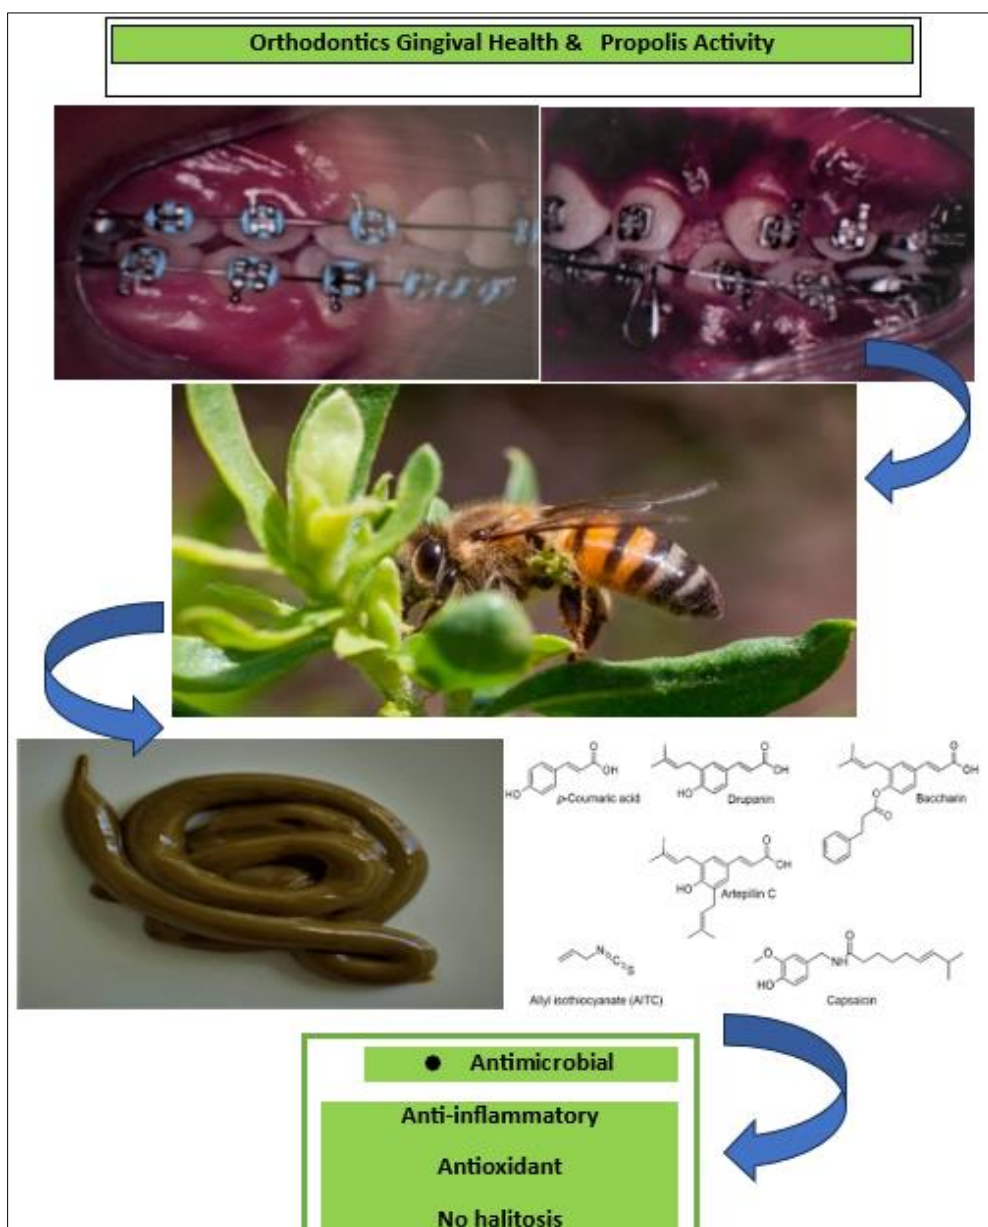 Orthodontics Gingival Health & Propolis Activity
p-Coumaric acid
Drupanin
Baccharin
Artepillin C
Allyl isothiocyanate (AITC)
Capsaicin
● Antimicrobial
Anti-inflammatory
Antioxidant
No halitosis